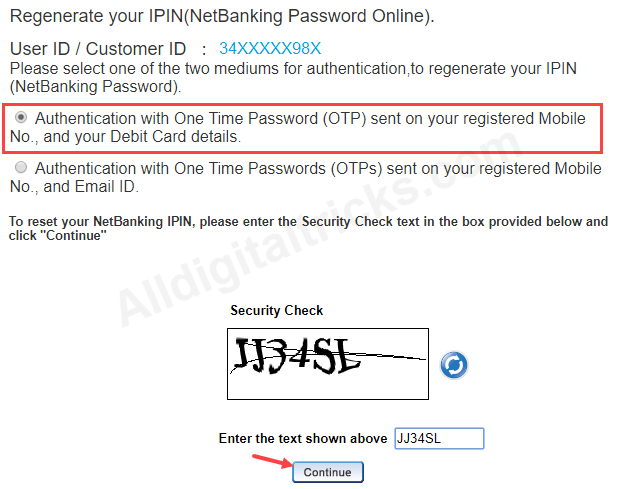 Regenerate your IPIN(NetBanking Password Online).
User ID / Customer ID : 34XXXXX98X
Please select one of the two mediums for authentication,to regenerate your IPIN
(NetBanking Password).
Authentication with One Time Password (OTP) sent on your registered Mobile
No., and your Debit Card details.
Authentication with One Time Passwords (OTPs) sent on your registered Mobile
No., and Email ID.
To reset your NetBanking IPIN, please enter the Security Check text in the box provided below and
click "Continue"
Alldigitaltricks.com
Security Check
JJ34SL
Enter the text shown above JJ34SL
Continue